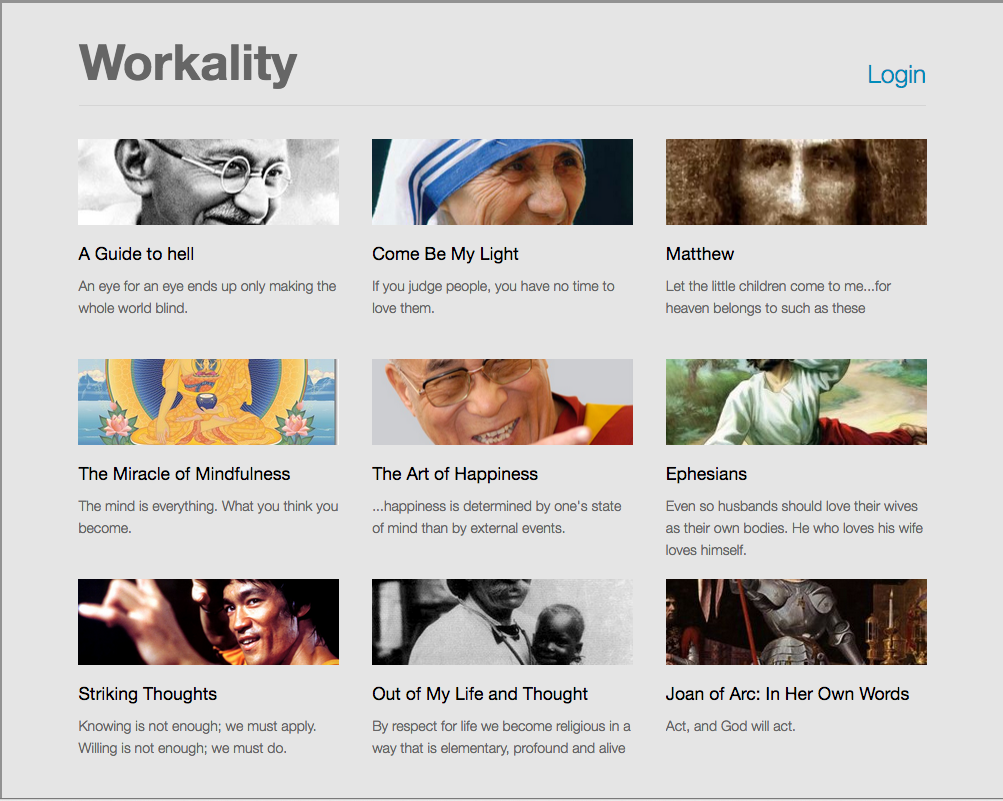 Workality
Login
A Guide to hell
An eye for an eye ends up only making the
whole world blind.
Come Be My Light
If you judge people, you have no time to
love them.
Matthew
Let the little children come to me...for
heaven belongs to such as these
The Miracle of Mindfulness
The mind is everything. What you think you
become.
The Art of Happiness
...happiness is determined by one's state
of mind than by external events.
Ephesians
Even so husbands should love their wives
as their own bodies. He who loves his wife
loves himself.
Striking Thoughts
Knowing is not enough; we must apply.
Willing is not enough; we must do.
Out of My Life and Thought
By respect for life we become religious in a
way that is elementary, profound and alive
Joan of Arc: In Her Own Words
Act, and God will act.